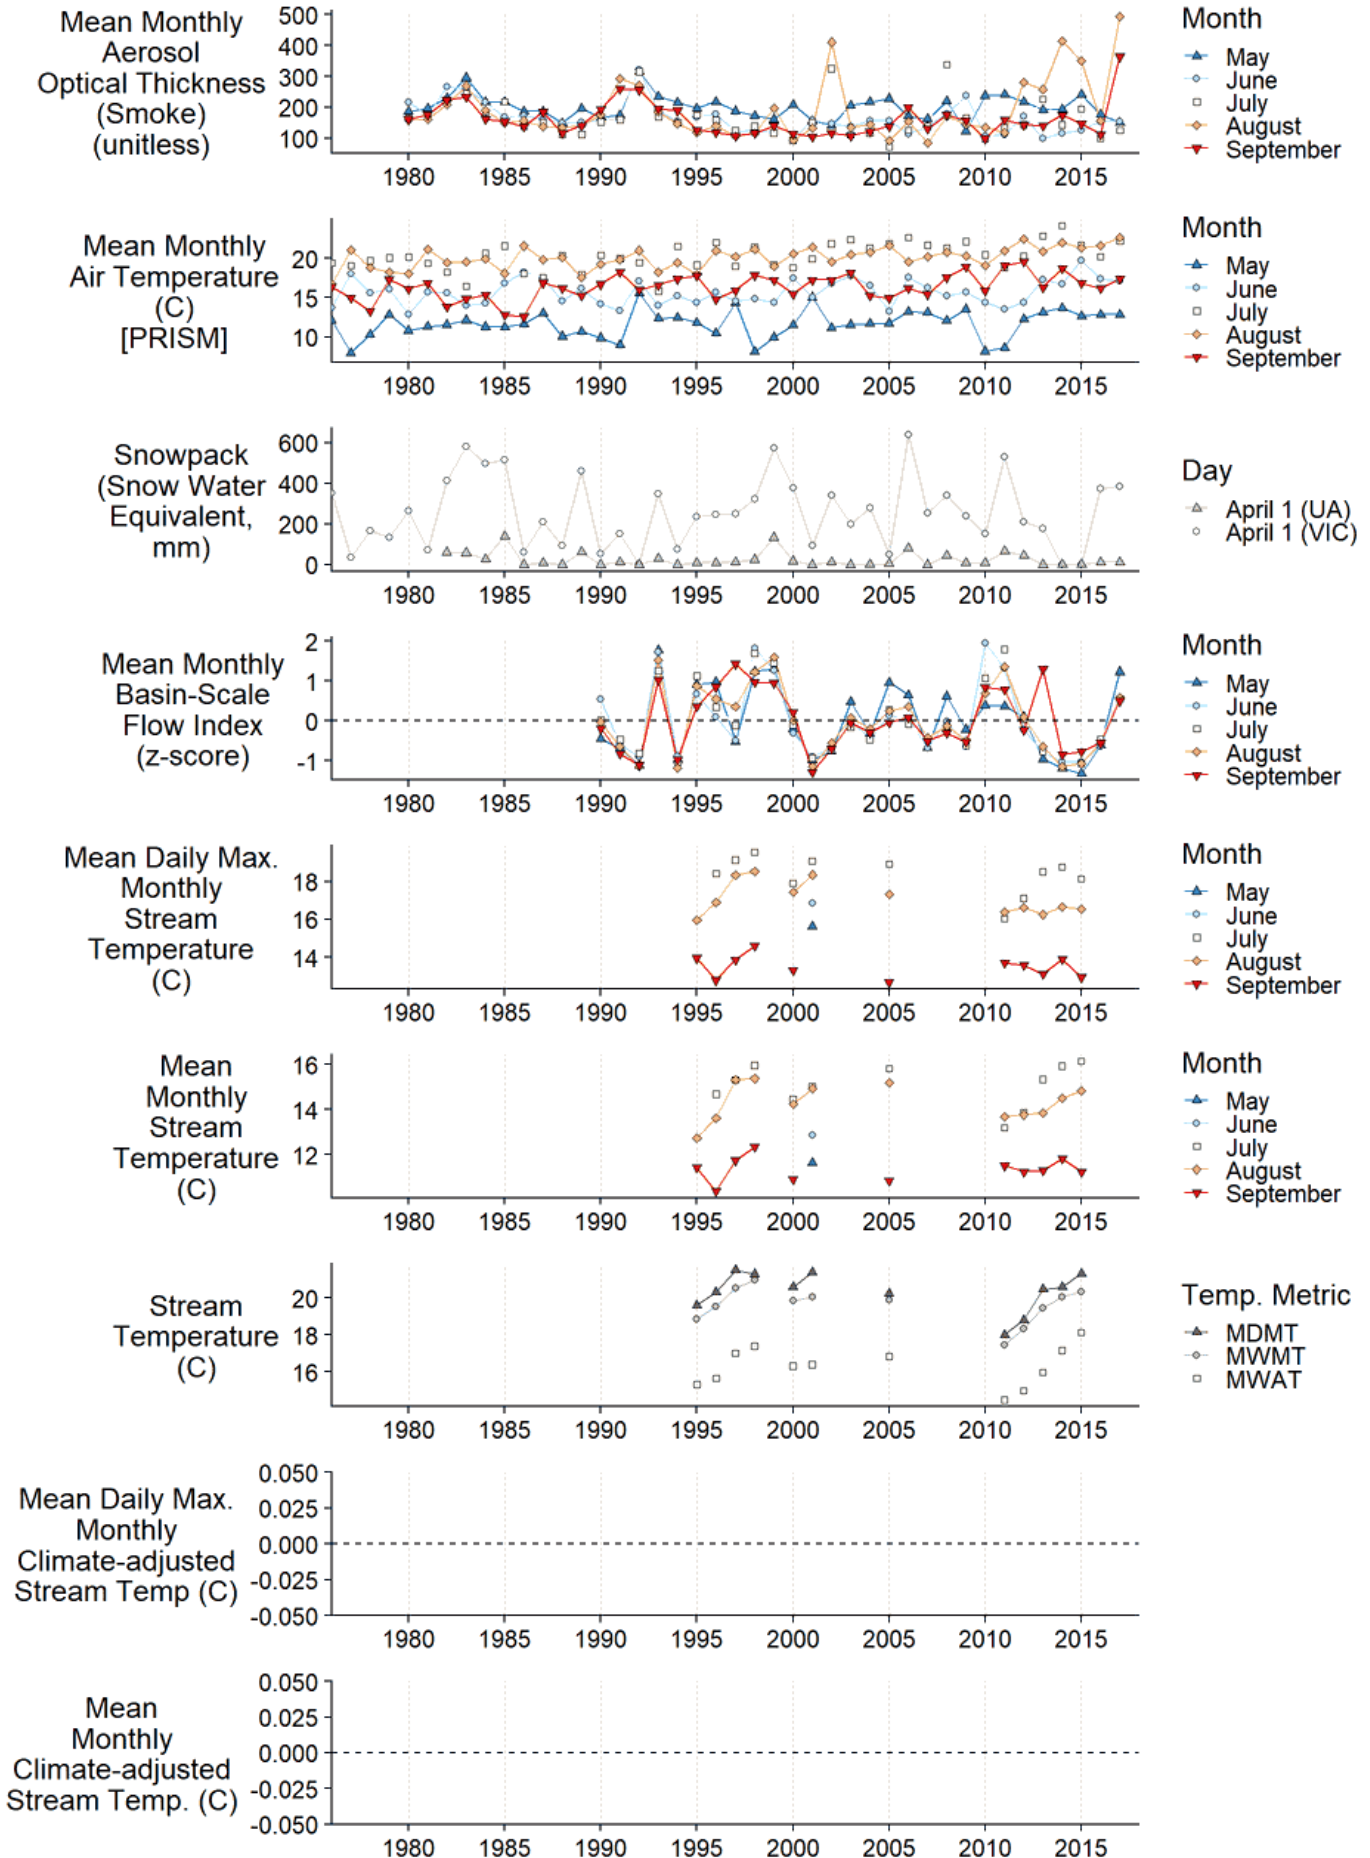 Mean Monthly
Aerosol
Optical Thickness
(Smoke)
(unitless)
500
400
300
200
100
1980 1985 1990 1995 2000 2005 2010 2015
Month
May
June
July
August
September
Mean Monthly
Air Temperature
(C)
[PRISM]
20
15
10
1980 1985 1990 1995 2000 2005 2010 2015
Month
May
June
July
August
September
Snowpack
(Snow Water
Equivalent,
mm)
600
400
200
0
1980 1985 1990 1995 2000 2005 2010 2015
Day
April 1 (UA)
April 1 (VIC)
Mean Monthly
Basin-Scale
Flow Index
(z-score)
2
1
0
-1
1980 1985 1990 1995 2000 2005 2010 2015
Month
May
June
July
August
September
Mean Daily Max.
Monthly
Stream
Temperature
(C)
18
16
14
1980 1985 1990 1995 2000 2005 2010 2015
Month
May
June
July
August
September
Mean
Monthly
Stream
Temperature
(C)
16
14
12
1980 1985 1990 1995 2000 2005 2010 2015
Month
May
June
July
August
September
Stream
Temperature
(C)
20
18
16
1980 1985 1990 1995 2000 2005 2010 2015
Temp. Metric
MDMT
MWMT
MWAT
Mean Daily Max.
Monthly
Climate-adjusted
Stream Temp (C)
0.050
0.025
0.000
-0.025
-0.050
1980 1985 1990 1995 2000 2005 2010 2015
Mean
Monthly
Climate-adjusted
Stream Temp. (C)
0.050
0.025
0.000
-0.025
-0.050
1980 1985 1990 1995 2000 2005 2010 2015